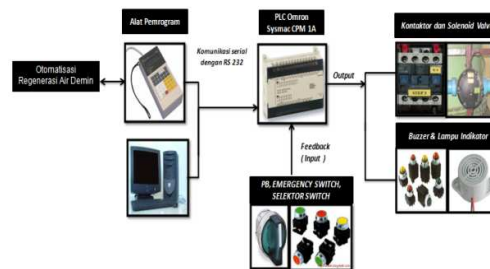 Alat Pemrogram
Otomatisasi
Regenerasi Air Demin
Komunikasi serial
dengan RS 232
PLC Omron
Sysmac CPM 1A
Output
Feedback
( Input )
PB, EMERGENCY SWITCH,
SELEKTOR SWITCH
Kontaktor dan Solenoid Valve
Buzzer & Lampu Indikator